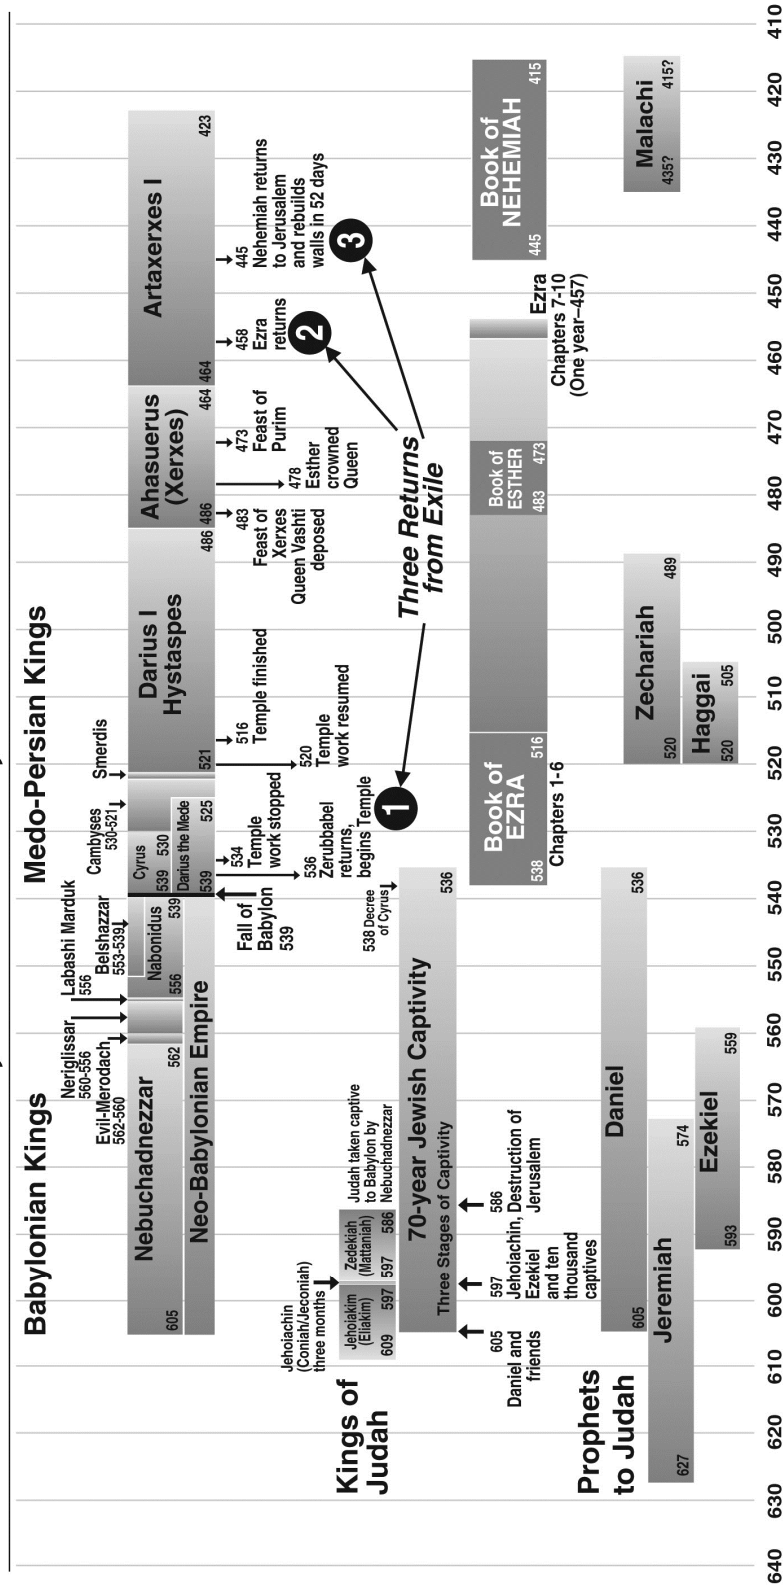 Babylonian Kings
Medo-Persian Kings
Neriglissar
560-556
Labashi Marduk
556
Evil-Merodach
562-560
Belshazzar
553-539
Cambyses
530-521
Smerdis
605
Nebuchadnezzar
562
556
Nabonidus
539
Neo-Babylonian Empire
Cyrus
539
530
Darius the Mede
539
525
Darius I
Hystaspes
521
486
Ahasuerus
(Xerxes)
486
464
Artaxerxes I
464
423
Fall of
Babylon
539
534
Temple
work stopped
536
Zerubbabel
returns,
begins Temple
1
516
Temple finished
520
Temple
work resumed
483
Feast of
Xerxes
Queen Vashti
deposed
478
Esther
crowned
Queen
473
Feast of
Purim
458
Ezra
returns
2
445
Nehemiah returns
to Jerusalem
and rebuilds
walls in 52 days
3
Three Returns
from Exile
Kings of
Judah
Jehoiachin
(Coniah/Jeconiah)
three months
Jehoiakim
(Eliakim)
609
597
Zedekiah
(Mattaniah)
597
586
Judah taken captive
to Babylon by
Nebuchadnezzar
538 Decree
of Cyrus
70-year Jewish Captivity
Three Stages of Captivity
536
605
Daniel and
friends
597
Jehoiachin,
Ezekiel
and ten
thousand
captives
586
Destruction of
Jerusalem
Book of
EZRA
538
516
Chapters 1-6
Book of
ESTHER
483
473
Ezra
Chapters 7-10
(One year–457)
Book of
NEHEMIAH
445
415
Prophets
to Judah
605
Daniel
536
627
Jeremiah
574
593
Ezekiel
559
Zechariah
520
489
Haggai
520
505
Malachi
435?
415?
640 630 620 610 600 590 580 570 560 550 540 530 520 510 500 490 480 470 460 450 440 430 420 410